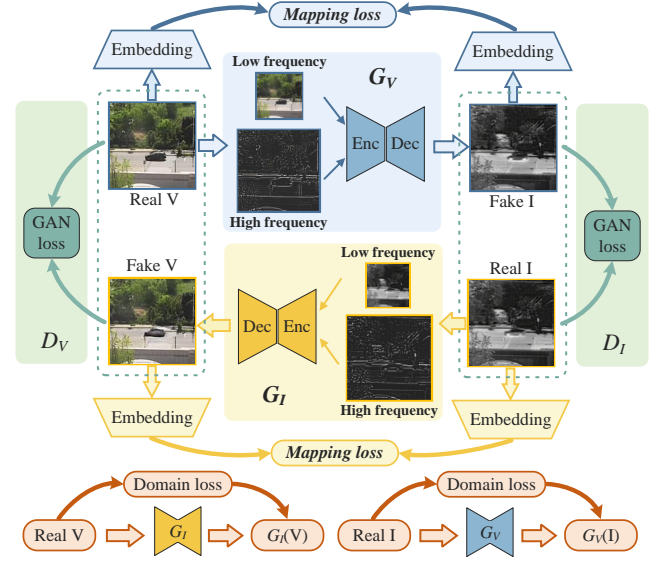 Mapping loss
Embedding
Embedding
Low frequency
G_V
Enc
Dec
High frequency
Real V
Fake I
GAN
loss
GAN
loss
Fake V
Real I
Low frequency
Dec
Enc
G_I
High frequency
D_V
D_I
Embedding
Embedding
Mapping loss
Domain loss
Real V
G_I
G_I(V)
Domain loss
Real I
G_V
G_V(I)